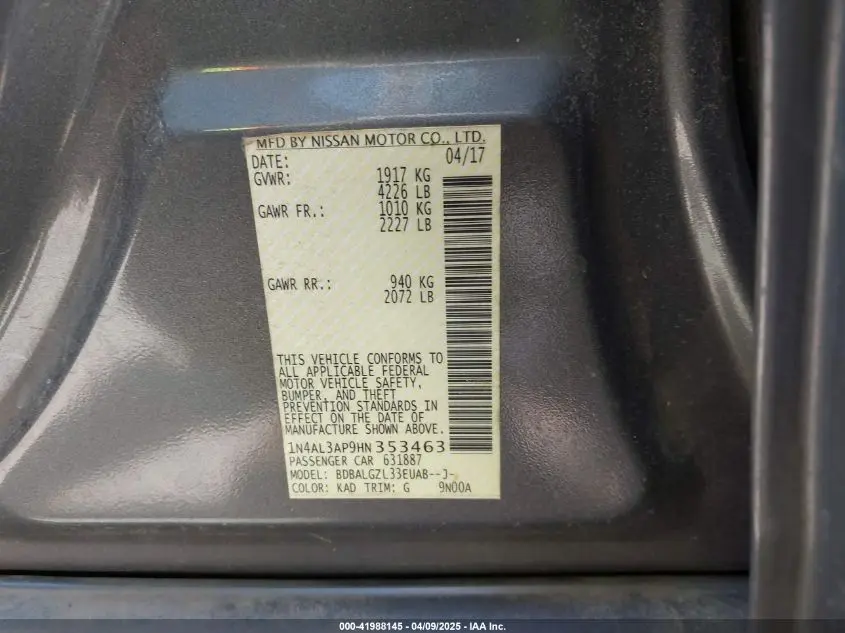 MFD BY NISSAN MOTOR CO., LTD.
DATE: 04/17
GVWR: 1917 KG
4226 LB
GAWR FR.: 1010 KG
2227 LB
GAWR RR.: 940 KG
2072 LB
THIS VEHICLE CONFORMS TO
ALL APPLICABLE FEDERAL
MOTOR VEHICLE SAFETY,
BUMPER, AND THEFT
PREVENTION STANDARDS IN
EFFECT ON THE DATE OF
MANUFACTURE SHOWN ABOVE.
1N4AL3AP9HN353463
PASSENGER CAR 631887
MODEL: BDBALGZL33EUAB--J-
COLOR: KAD TRIM: G 9N00A
000-41988145 - 04/09/2025 - IAA Inc.